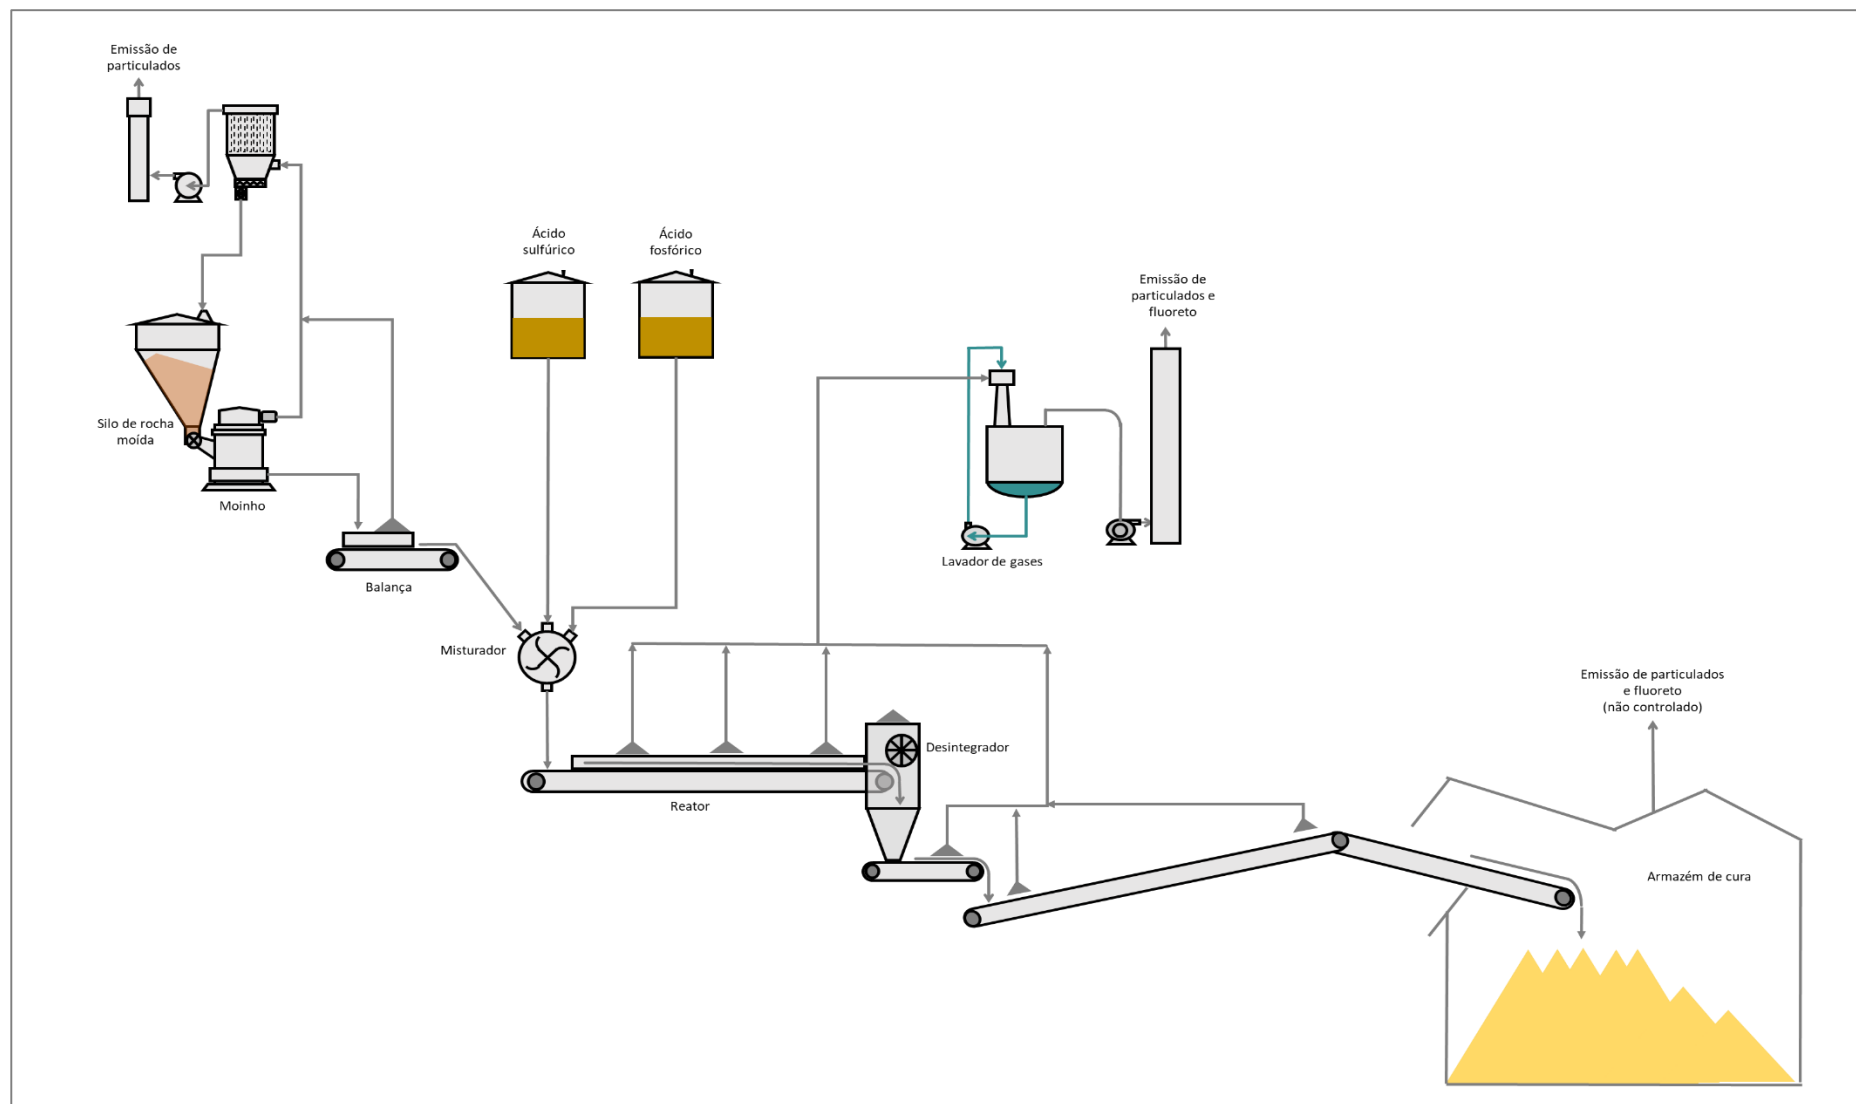 Emissão de
particulados
Ácido
sulfúrico
Ácido
fosfórico
Emissão de
particulados e
fluoreto
Silo de rocha
moída
Moinho
Balança
Lavador de gases
Misturador
Emissão de particulados
e fluoreto
(não controlado)
Desintegrador
Reator
Armazém de cura